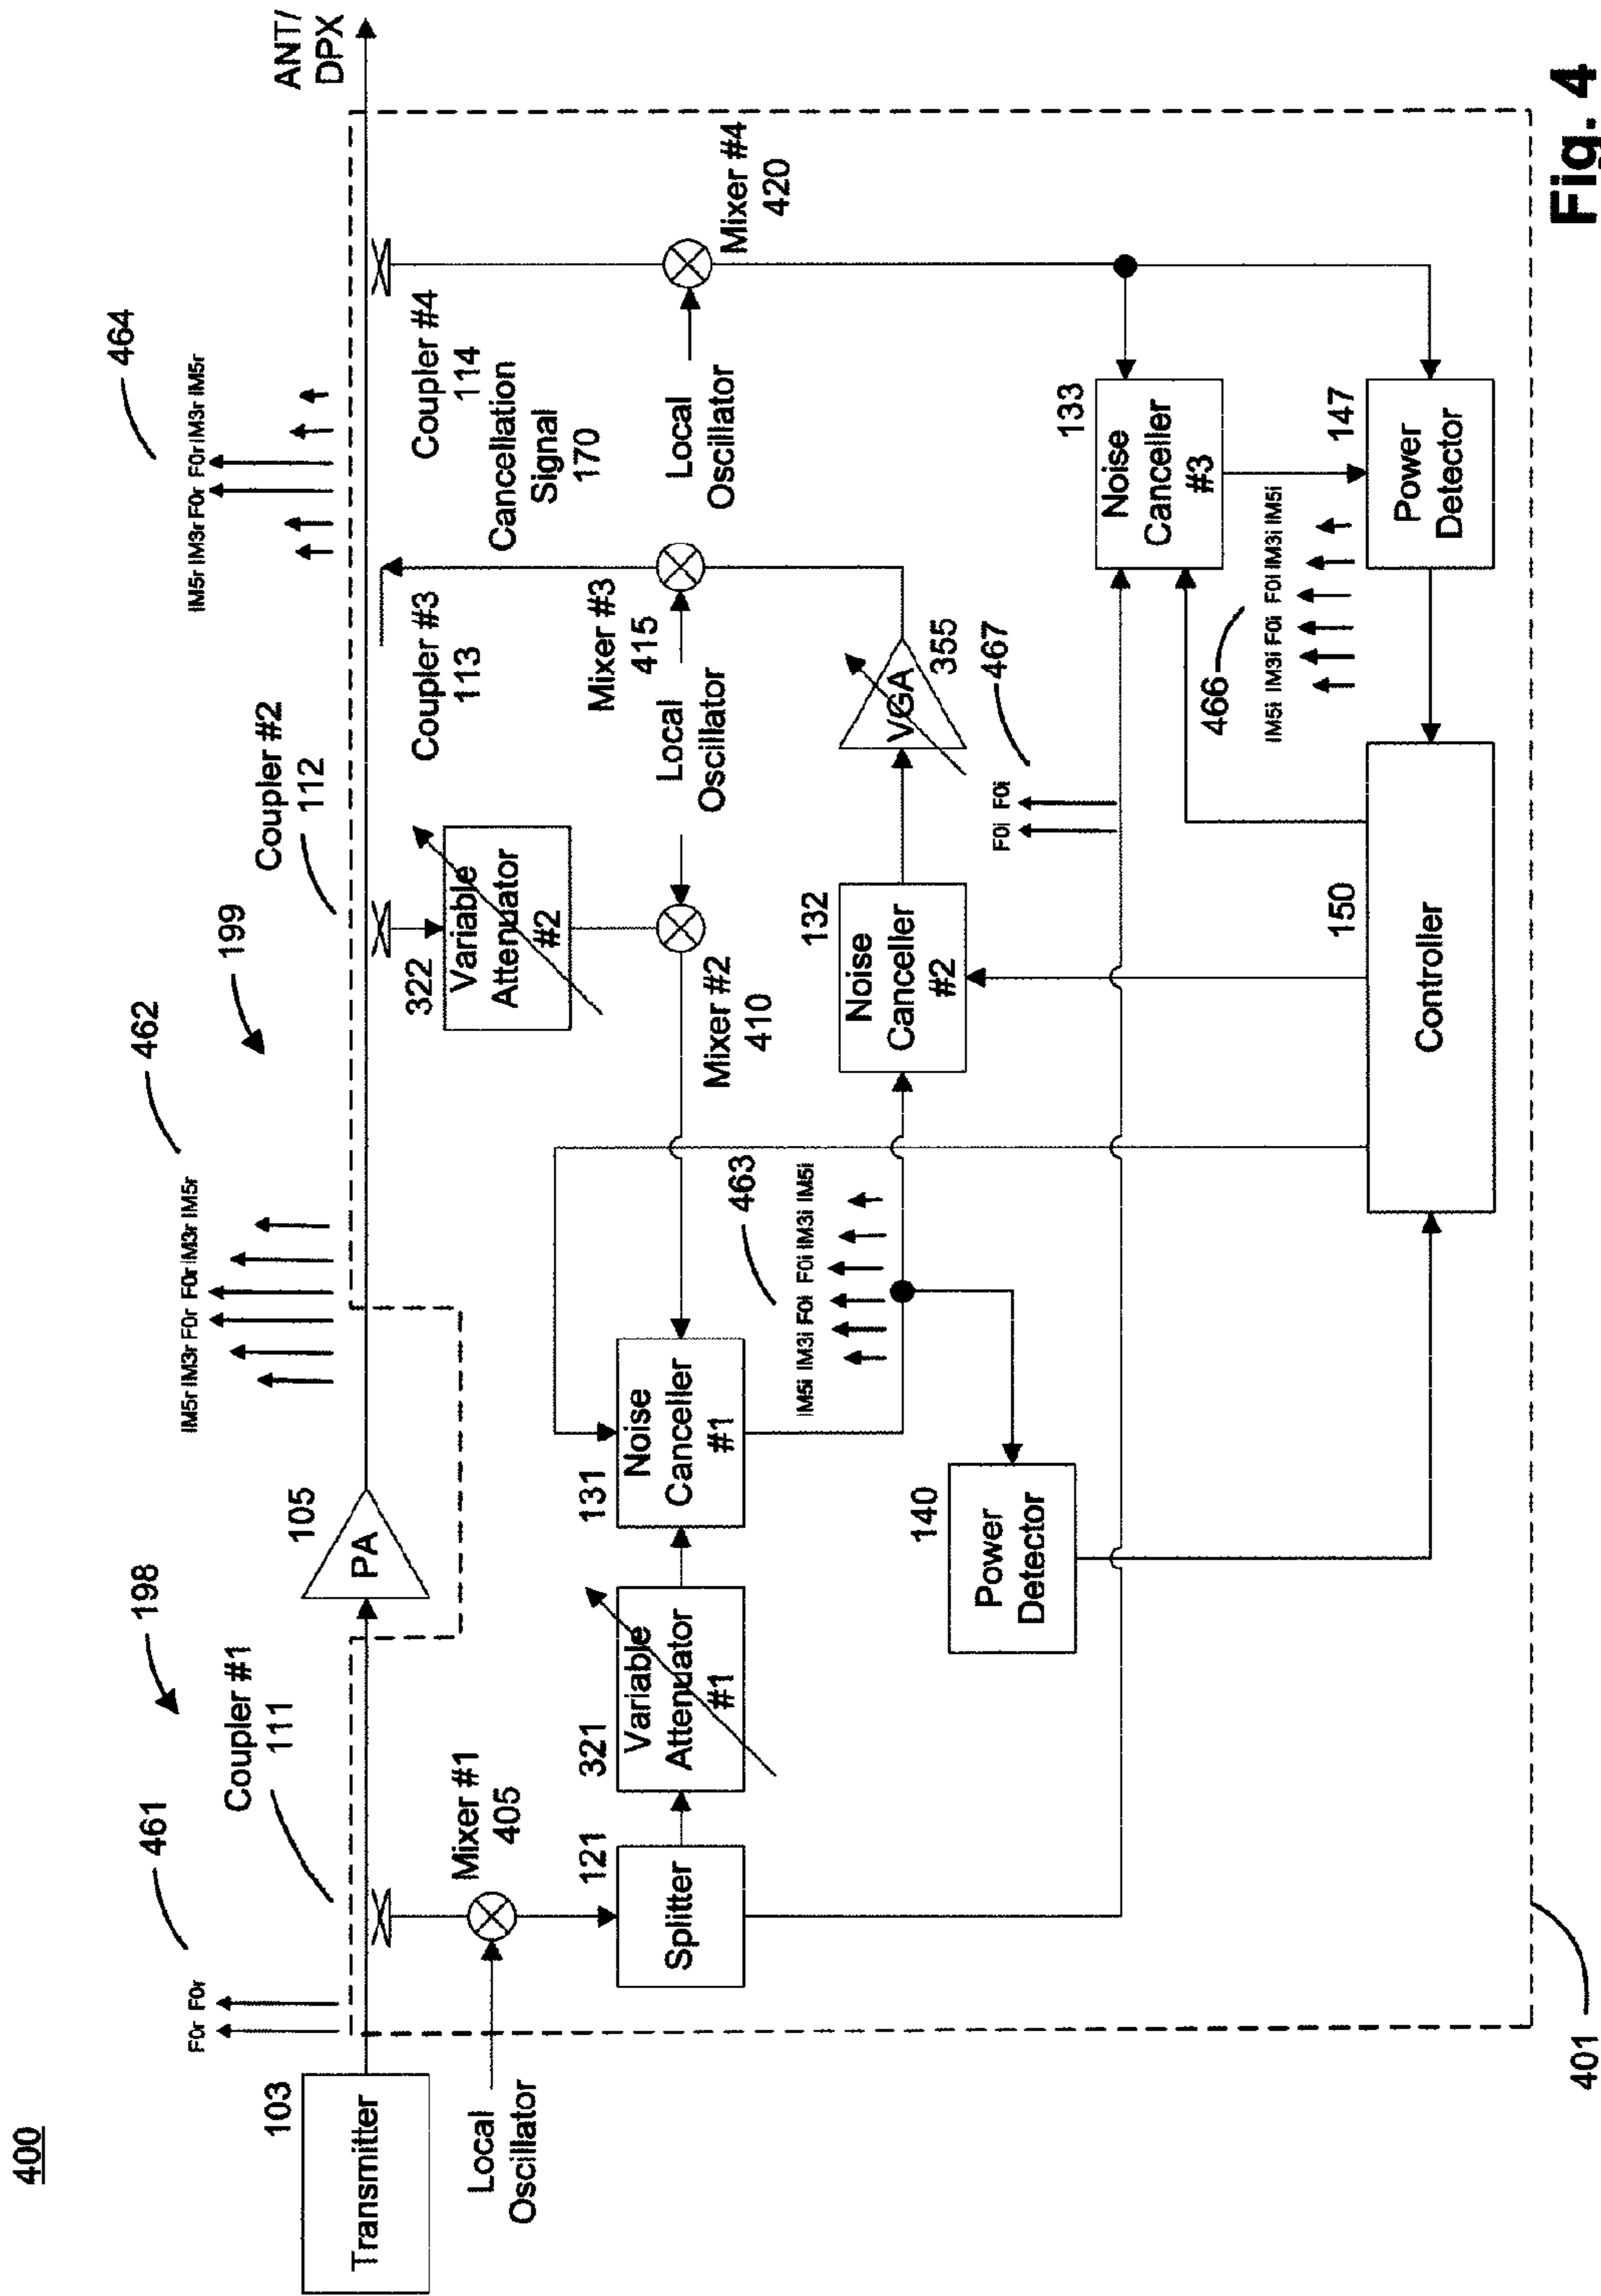 400
Transmitter
103
F0r F0r
461
Coupler #1
111
198
PA
105
IM5r IM3r F0r F0r IM3r IM5r
462
199
Coupler #2
112
IM5r IM3r F0r F0r IM3r IM5r
464
ANT/
DPX
Local
Oscillator
Mixer #1
405
Splitter
121
Variable
Attenuator
#1
321
Noise
Canceller
#1
131
Variable
Attenuator
#2
322
Mixer #2
410
Local
Oscillator
Mixer #3
415
Coupler #3
113
Cancellation
Signal
170
Coupler #4
114
Local
Oscillator
Mixer #4
420
IM5i IM3i F0i F0i IM3i IM5i
463
Power
Detector
140
Noise
Canceller
#2
132
VGA
355
F0i F0i
467
Noise
Canceller
#3
133
IM5i IM3i F0i F0i IM3i IM5i
466
Power
Detector
147
Controller
150
401
Fig. 4